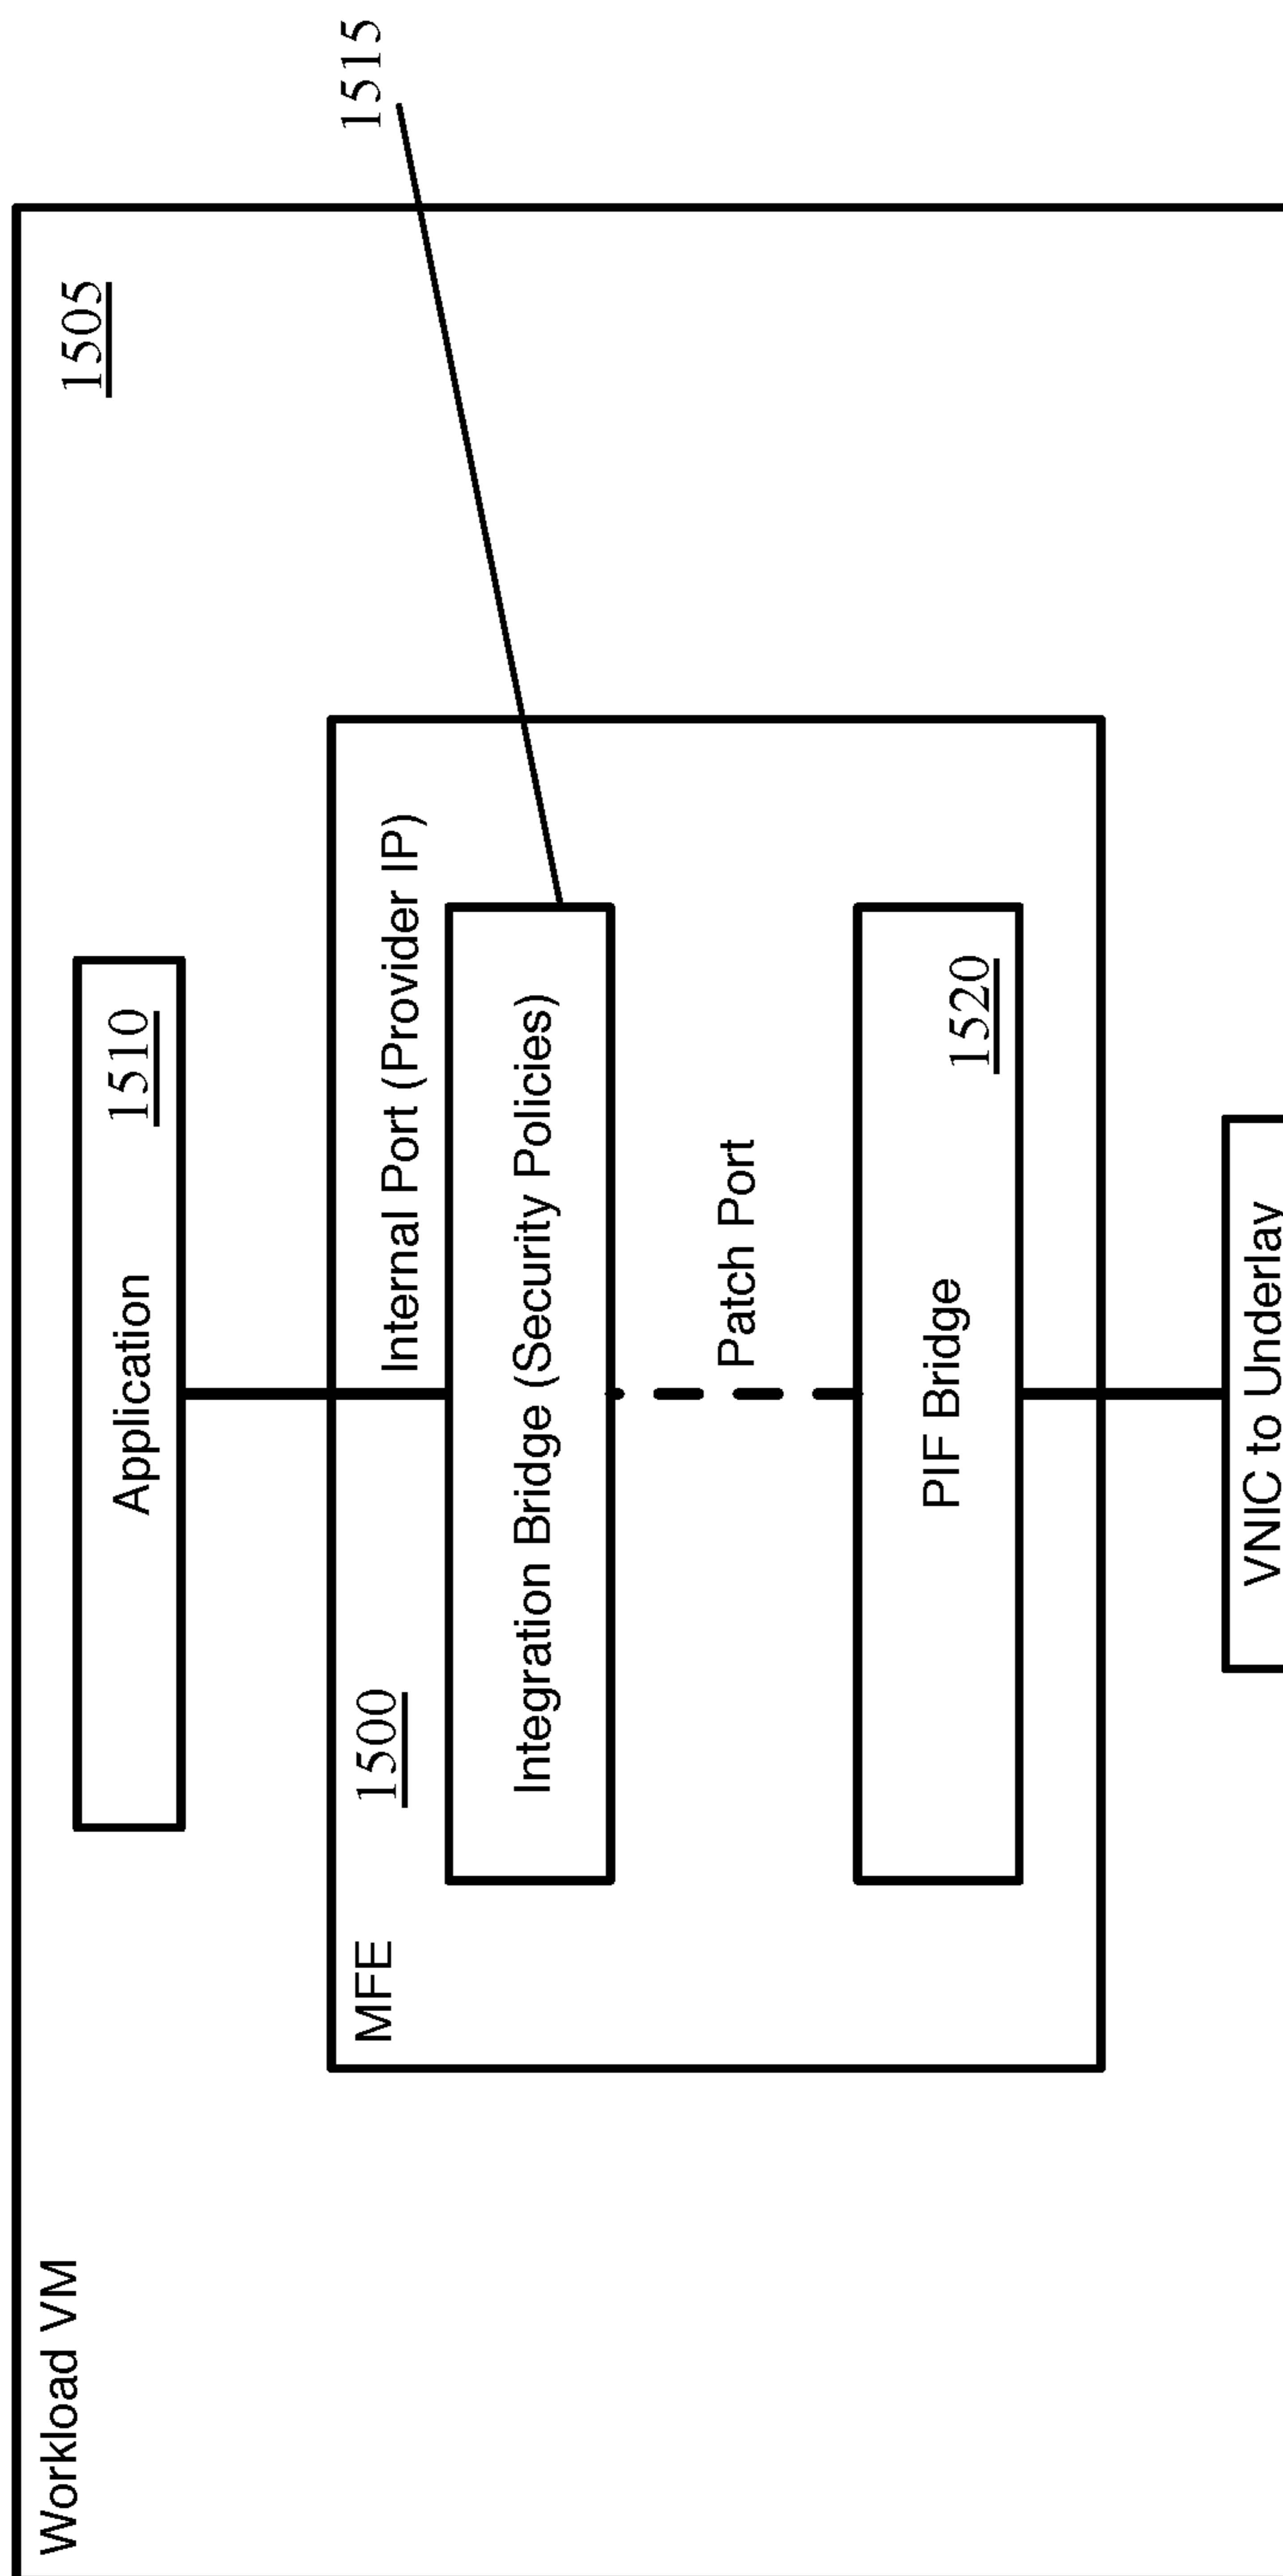 Workload VM
1505
Application
1510
1515
MFE
1500
Internal Port (Provider IP)
Integration Bridge (Security Policies)
Patch Port
PIF Bridge
1520
VNIC to Underlay